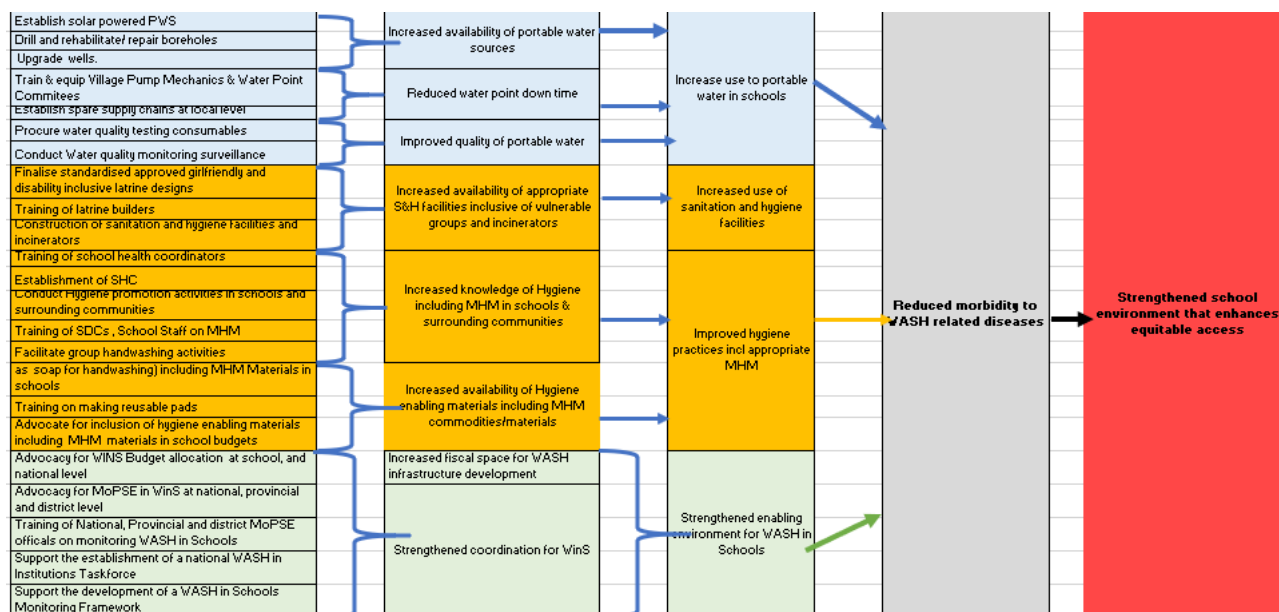 Establish solar powered PWS
Drill and rehabilitate/ repair boreholes
Upgrade wells.
Train & equip Village Pump Mechanics & Water Point
Commitees
Establish spare supply chains at local level
Procure water quality testing consumables
Conduct Water quality monitoring surveillance
Finalise standardised approved girlfriendly and
disability inclusive latrine designs
Training of latrine builders
Construction of sanitation and hygiene facilities and
incinerators
Training of school health coordinators
Establishment of SHC
Conduct Hygiene promotion activities in schools and
surrounding communities
Training of SDCs , School Staff on MHM
Facilitate group handwashing activities
as soap for handwashing) including MHM Materials in
schools
Training on making reusable pads
Advocate for inclusion of hygiene enabling materials
including MHM materials in school budgets
Advocacy for WINS Budget allocation at school, and
national level
Advocacy for MoPSE in WinS at national, provincial
and district level
Training of National, Provincial and district MoPSE
officals on monitoring WASH in Schools
Support the establishment of a national WASH in
Institutions Taskforce
Support the development of a WASH in Schools
Monitoring Framework
Increased availability of portable water
sources
Reduced water point down time
Improved quality of portable water
Increased availability of appropriate
S&H facilities inclusive of vulnerable
groups and incinerators
Increased knowledge of Hygiene
including MHM in schools &
surrounding communities
Increased availability of Hygiene
enabling materials including MHM
commodities/materials
Increased fiscal space for WASH
infrastructure development
Strengthened coordination for WinS
Increase use to portable
water in schools
Increased use of
sanitation and hygiene
facilities
Improved hygiene
practices incl appropriate
MHM
Strengthened enabling
environment for WASH in
Schools
Reduced morbidity to
WASH related diseases
Strengthened school
environment that enhances
equitable access